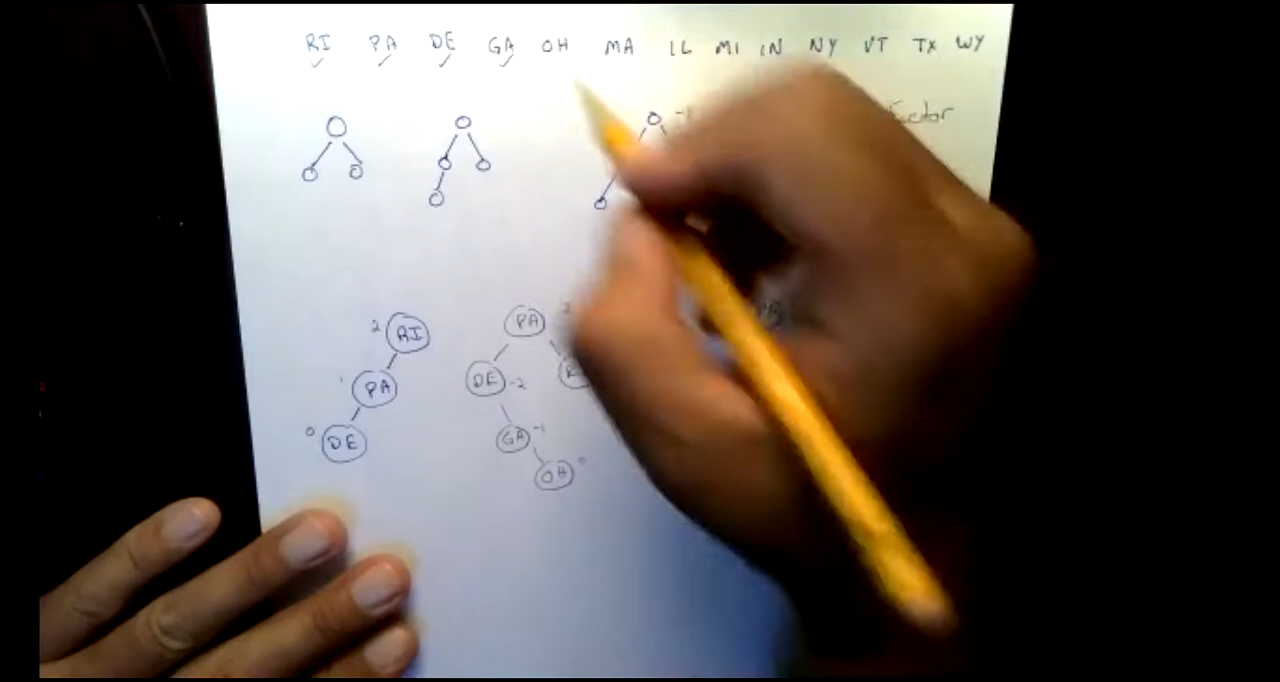 RI PA DE GA OH MA IL MI IN NY VT TX WY
-1
2 RI PA
1 PA DE -2
0 DE GA -1
OH 0